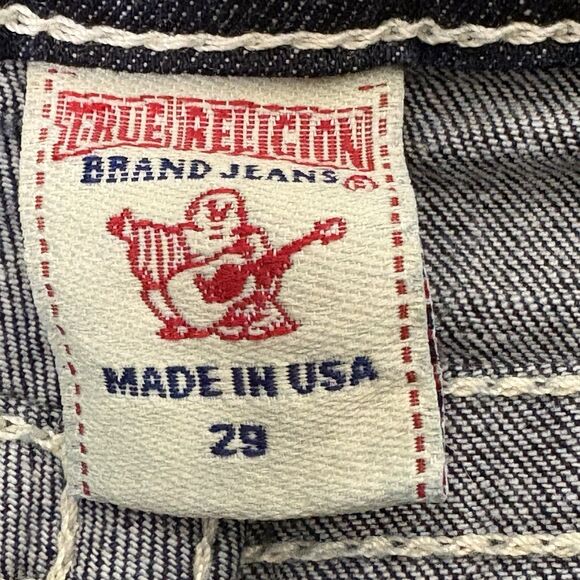 TRUE RELIGION
BRAND JEANS®
MADE IN USA
29